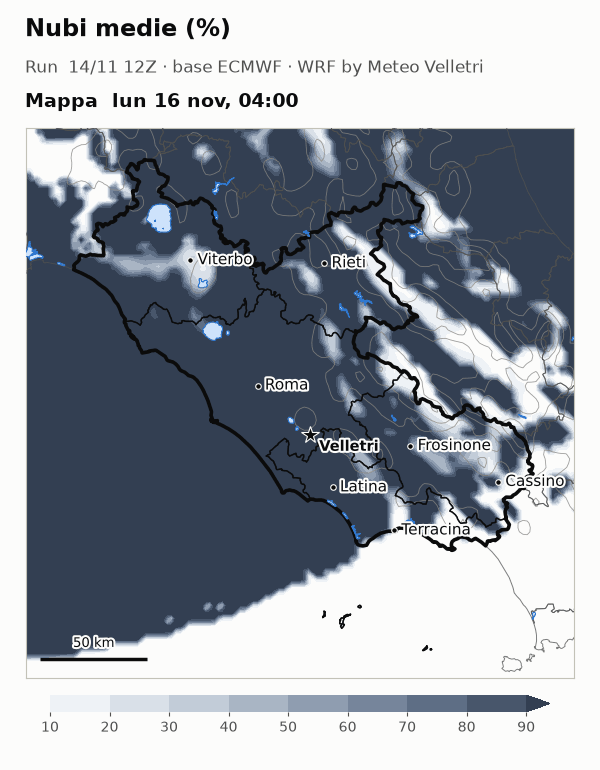 Nubi medie (%)
Run 14/11 12Z · base ECMWF · WRF by Meteo Velletri
Mappa lun 16 nov, 04:00
Viterbo
Rieti
Roma
Velletri
Frosinone
Cassino
Latina
Terracina
50 km
10 20 30 40 50 60 70 80 90